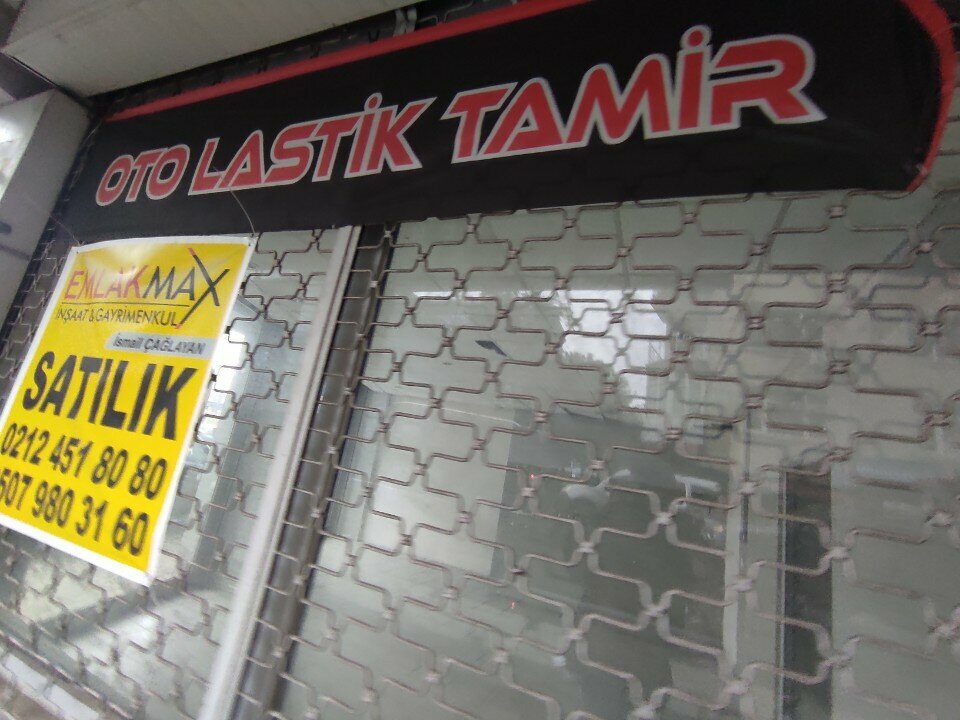 OTO LASTİK TAMİR
EMLAKMAX
İNŞAAT & GAYRİMENKUL
İsmail ÇAĞLAYAN
SATILIK
0212 451 80 80
507 980 31 60